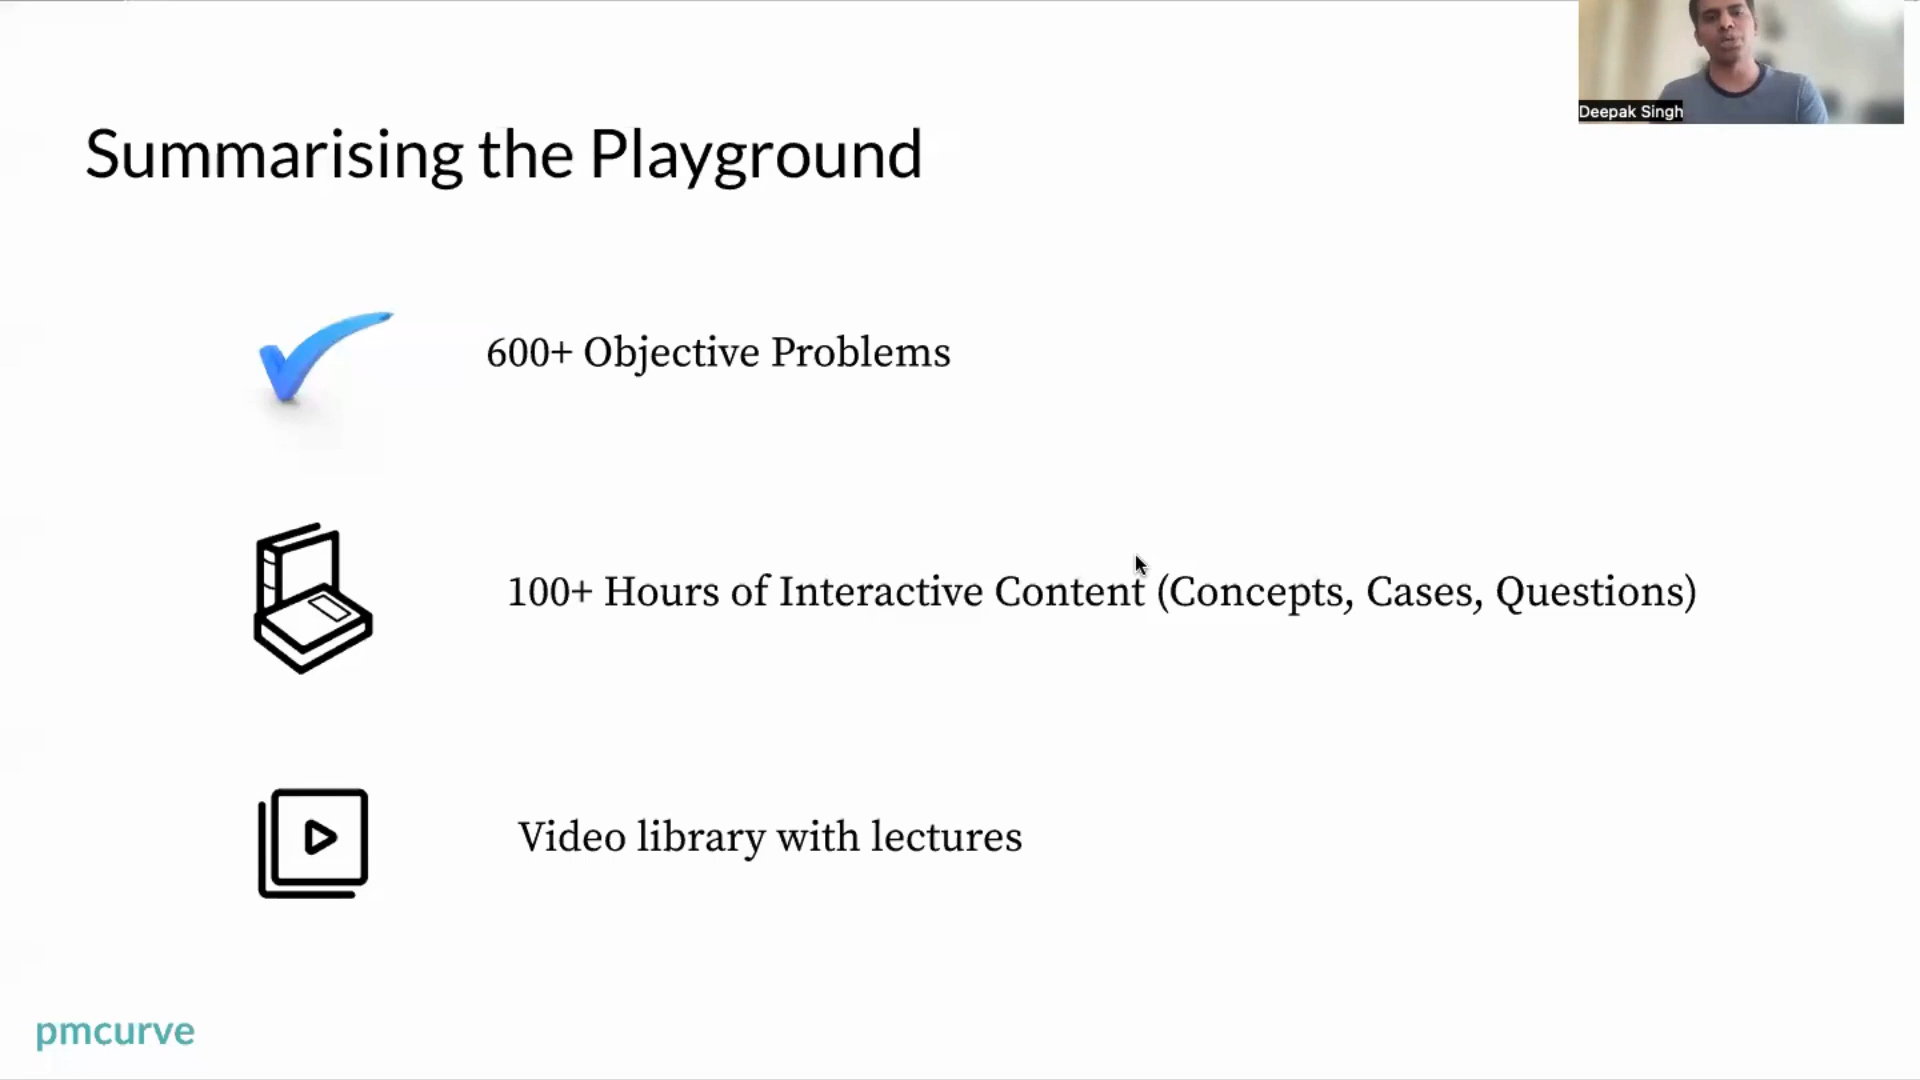 Deepak Singh
Summarising the Playground
600+ Objective Problems
100+ Hours of Interactive Content (Concepts, Cases, Questions)
Video library with lectures
pmcurve